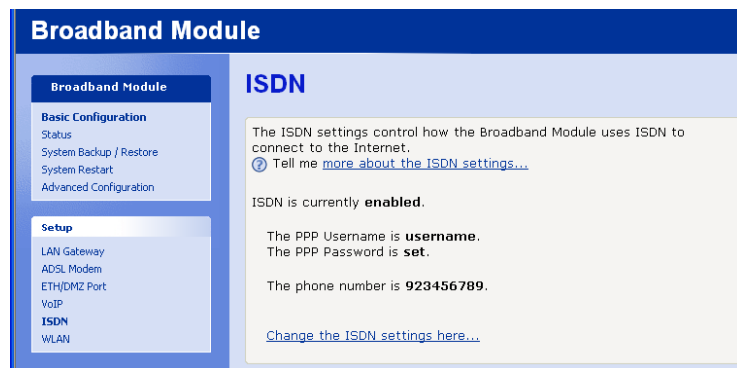 Broadband Module
Broadband Module
Basic Configuration
Status
System Backup / Restore
System Restart
Advanced Configuration
Setup
LAN Gateway
ADSL Modem
ETH/DMZ Port
VoIP
ISDN
WLAN
ISDN
The ISDN settings control how the Broadband Module uses ISDN to
connect to the Internet.
? Tell me more about the ISDN settings...
ISDN is currently enabled.
The PPP Username is username.
The PPP Password is set.
The phone number is 923456789.
Change the ISDN settings here...